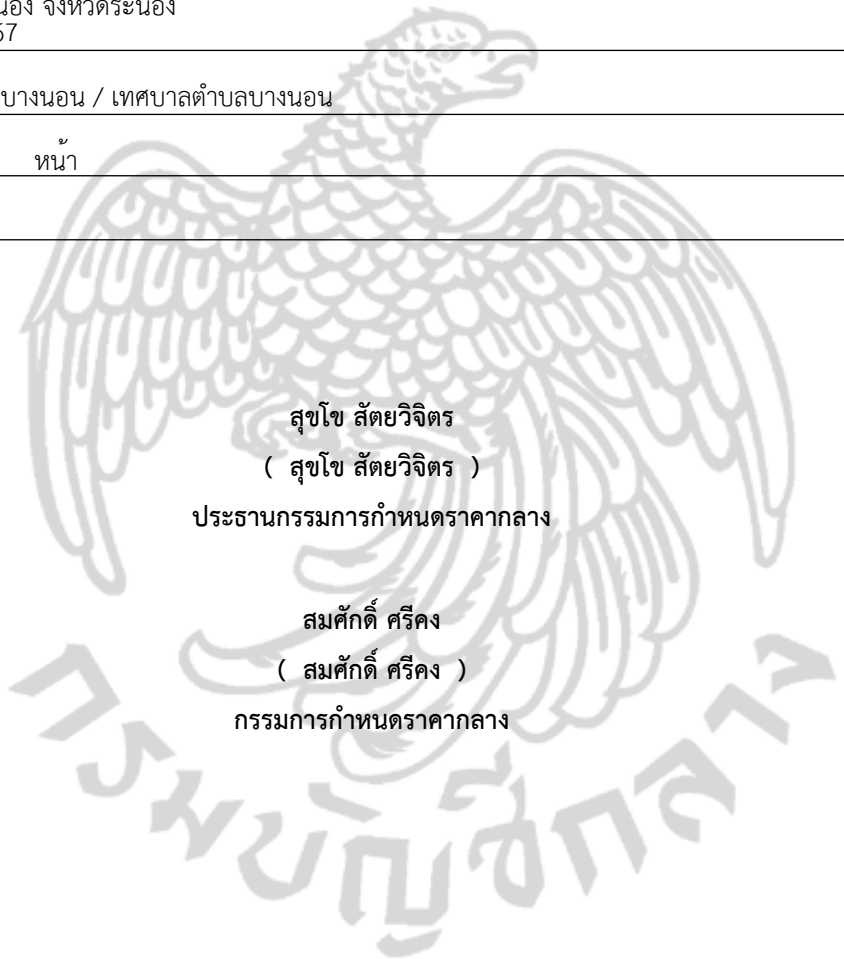 นอง จังหวัดระนอง
67
บางนอน / เทศบาลตำบลบางนอน
หน้า
สุขโข สัตยวิจิตร
( สุขโข สัตยวิจิตร )
ประธานกรรมการกำหนดราคากลาง
สมศักดิ์ ศรีคง
( สมศักดิ์ ศรีคง )
กรรมการกำหนดราคากลาง
กรมบัญชีกลาง